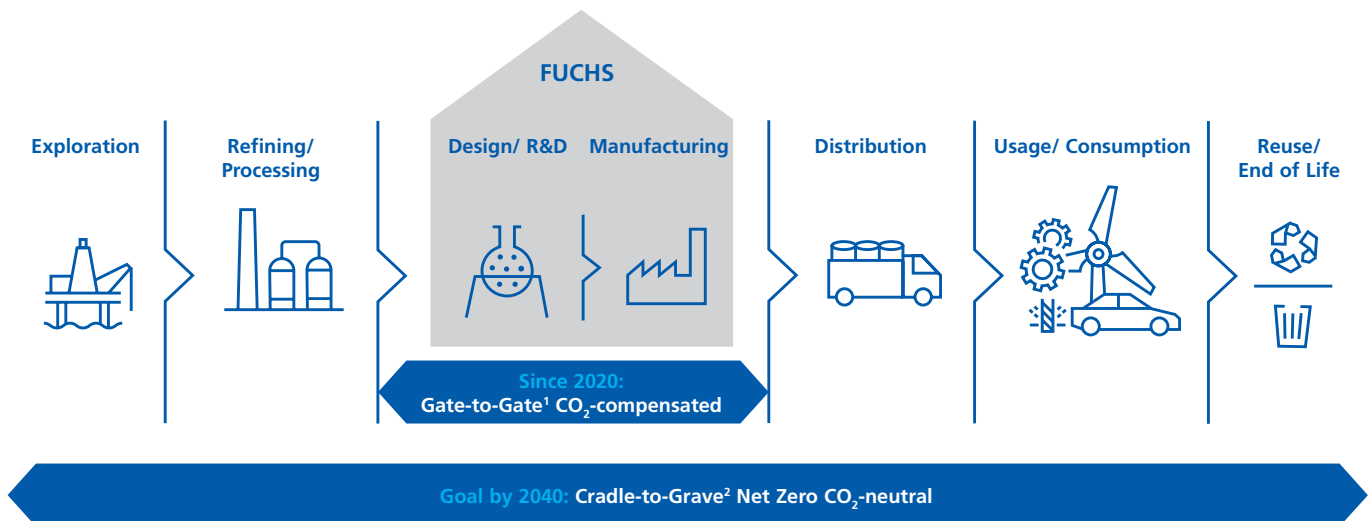 FUCHS
Exploration
Refining/
Processing
Design/ R&D
Manufacturing
Distribution
Usage/ Consumption
Reuse/
End of Life
Since 2020:
Gate-to-Gate¹ CO₂-compensated
Goal by 2040: Cradle-to-Grave² Net Zero CO₂-neutral